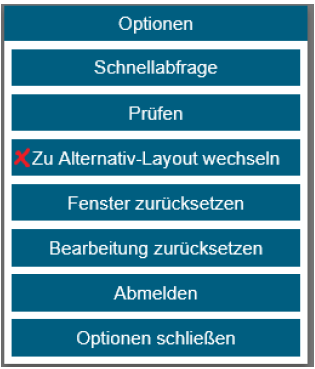 Optionen
Schnellabfrage
Prüfen
Zu Alternativ-Layout wechseln
Fenster zurücksetzen
Bearbeitung zurücksetzen
Abmelden
Optionen schließen